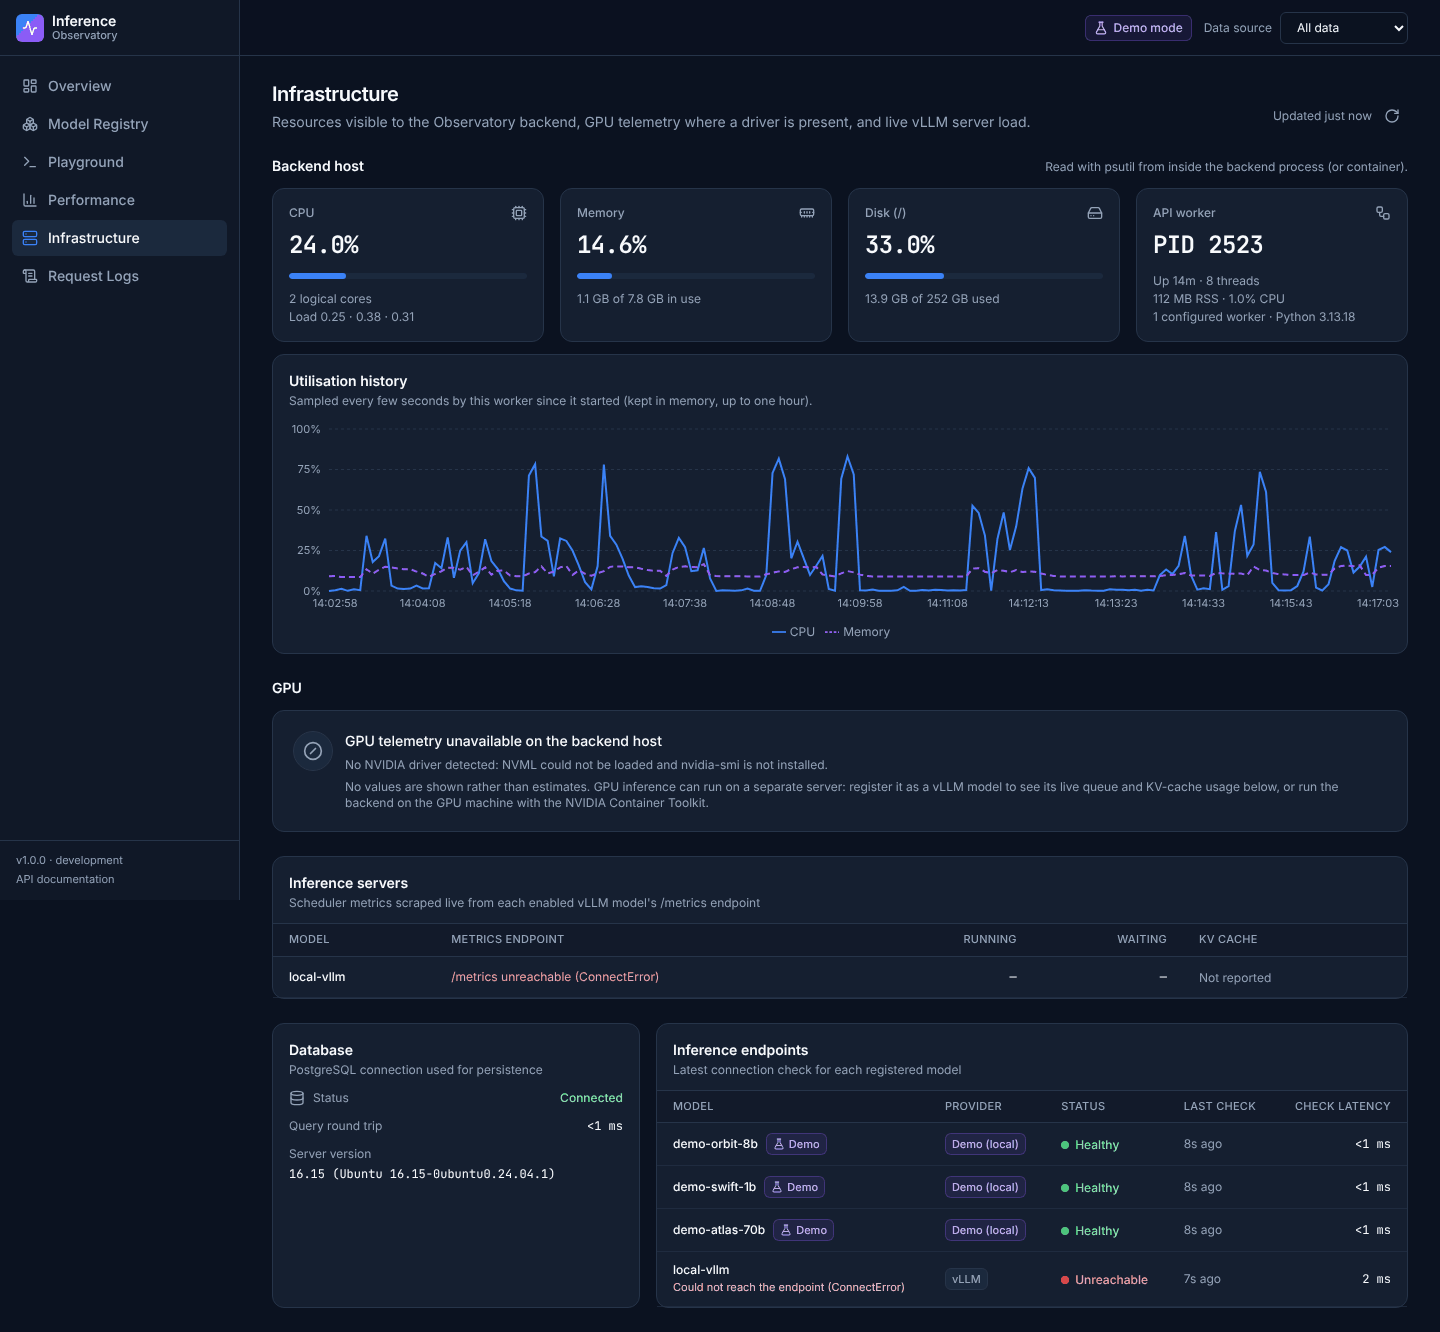 Inference
Observatory
Demo mode
Data source
All data
Overview
Model Registry
Playground
Performance
Infrastructure
Request Logs
v1.0.0 · development
API documentation
Infrastructure
Resources visible to the Observatory backend, GPU telemetry where a driver is present, and live vLLM server load.
Updated just now
Backend host
Read with psutil from inside the backend process (or container).
CPU
24.0%
2 logical cores
Load 0.25 · 0.38 · 0.31
Memory
14.6%
1.1 GB of 7.8 GB in use
Disk (/)
33.0%
13.9 GB of 252 GB used
API worker
PID 2523
Up 14m · 8 threads
112 MB RSS · 1.0% CPU
1 configured worker · Python 3.13.18
Utilisation history
Sampled every few seconds by this worker since it started (kept in memory, up to one hour).
100%
75%
50%
25%
0%
14:02:58 14:04:08 14:05:18 14:06:28 14:07:38 14:08:48 14:09:58 14:11:08 14:12:13 14:13:23 14:14:33 14:15:43 14:17:03
CPU Memory
GPU
GPU telemetry unavailable on the backend host
No NVIDIA driver detected: NVML could not be loaded and nvidia-smi is not installed.
No values are shown rather than estimates. GPU inference can run on a separate server: register it as a vLLM model to see its live queue and KV-cache usage below, or run the
backend on the GPU machine with the NVIDIA Container Toolkit.
Inference servers
Scheduler metrics scraped live from each enabled vLLM model's /metrics endpoint
MODEL METRICS ENDPOINT RUNNING WAITING KV CACHE
local-vllm /metrics unreachable (ConnectError) – – Not reported
Database
PostgreSQL connection used for persistence
Status Connected
Query round trip <1 ms
Server version
16.15 (Ubuntu 16.15-0ubuntu0.24.04.1)
Inference endpoints
Latest connection check for each registered model
MODEL PROVIDER STATUS LAST CHECK CHECK LATENCY
demo-orbit-8b Demo Demo (local) Healthy 8s ago <1 ms
demo-swift-1b Demo Demo (local) Healthy 8s ago <1 ms
demo-atlas-70b Demo Demo (local) Healthy 8s ago <1 ms
local-vllm
Could not reach the endpoint (ConnectError) vLLM Unreachable 7s ago 2 ms